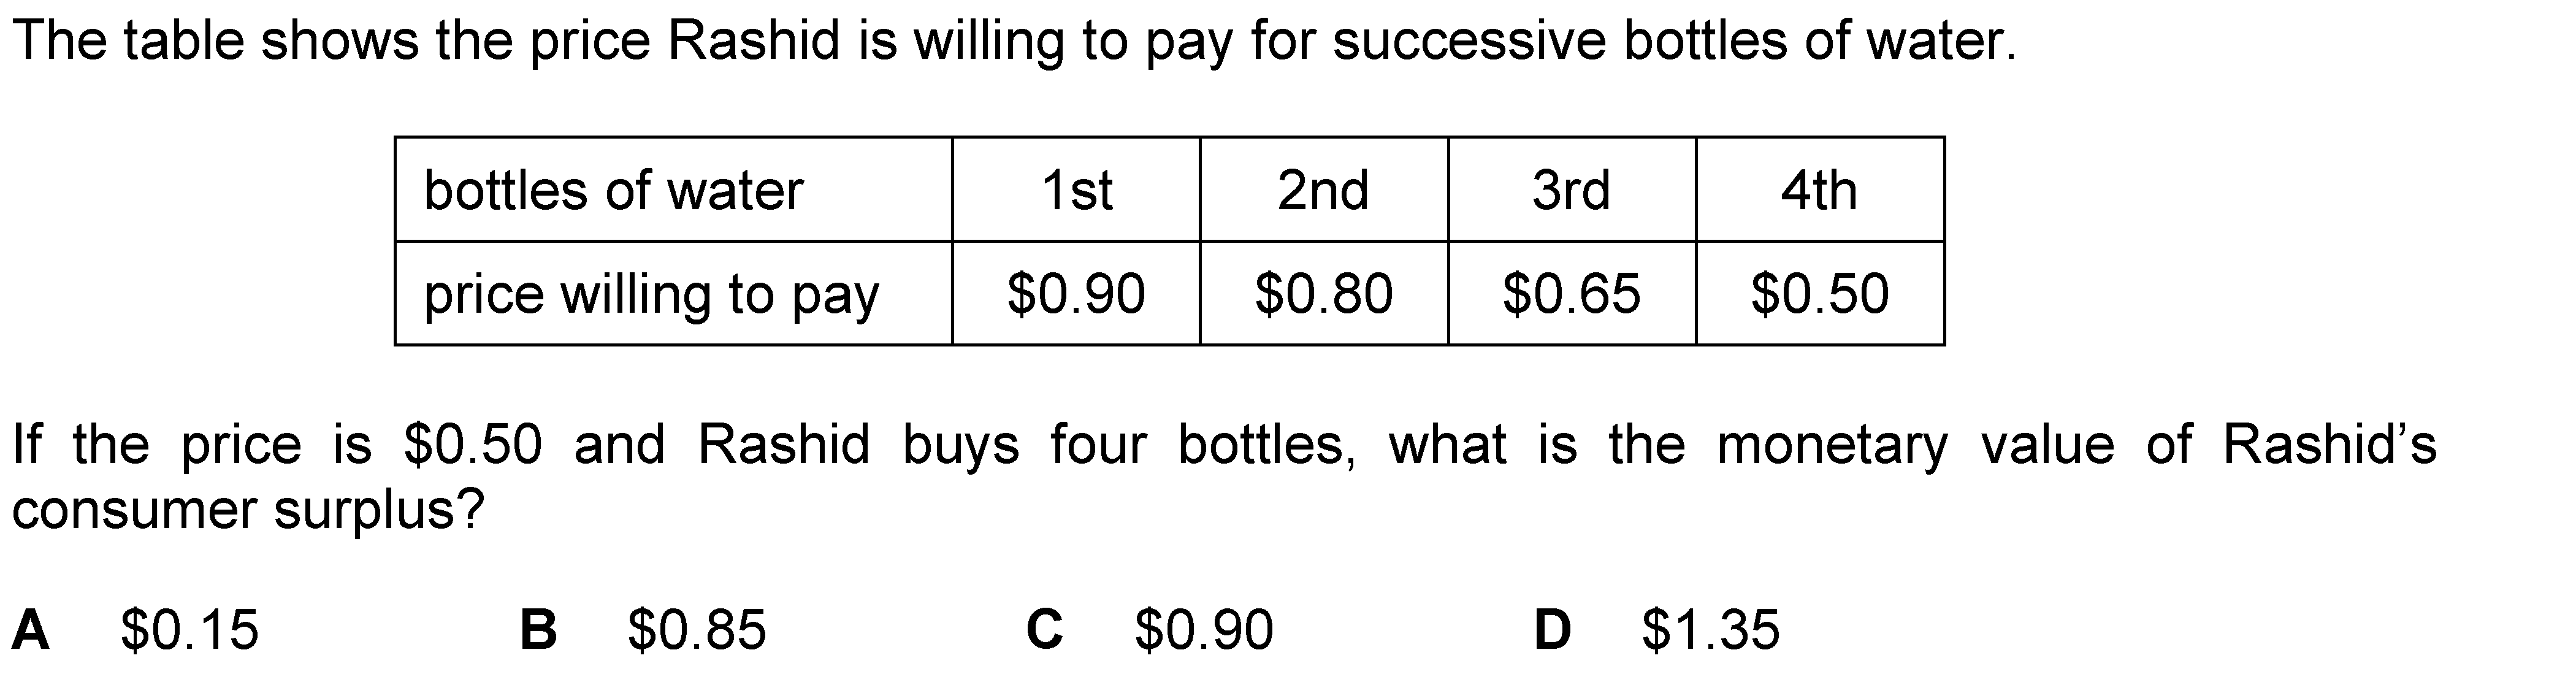 The table shows the price Rashid is willing to pay for successive bottles of water.
bottles of water 1st 2nd 3rd 4th
price willing to pay $0.90 $0.80 $0.65 $0.50
If the price is $0.50 and Rashid buys four bottles, what is the monetary value of Rashid’s
consumer surplus?
A $0.15 B $0.85 C $0.90 D $1.35